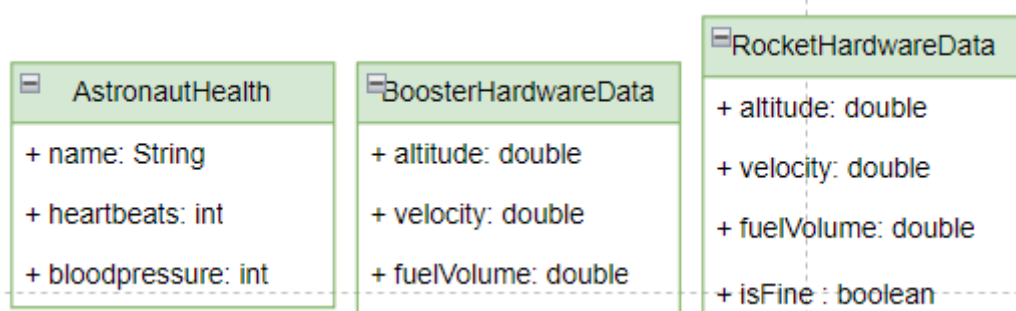 AstronautHealth
+ name: String
+ heartbeats: int
+ bloodpressure: int
BoosterHardwareData
+ altitude: double
+ velocity: double
+ fuelVolume: double
RocketHardwareData
+ altitude: double
+ velocity: double
+ fuelVolume: double
+ isFine : boolean